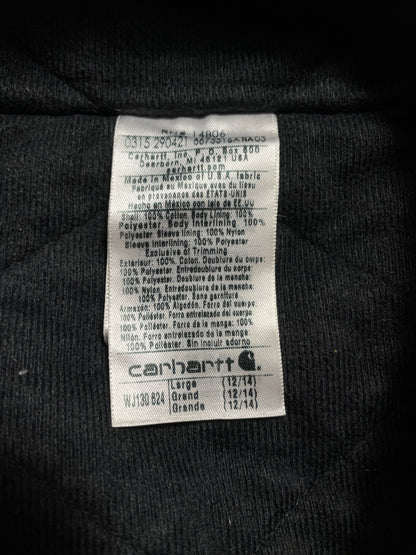 RN# 14806
0315 290421
Carhartt, Inc., P.O. Box 600
Dearborn, MI 48121 USA
carhartt.com
Made in Mexico of U.S.A. fabric
Fabriqué au Mexique avec du tissu
en provenance des ÉTATS-UNIS
Hecho en México con tela de EE.UU
Shell: 100% Cotton. Body Lining: 100%
Polyester. Body Interlining: 100%
Polyester. Sleeve lining: 100% Nylon
Sleeve interlining: 100% Polyester
Exclusive of Trimming
Extérieur: 100% Coton. Doublure du corps:
100% Polyester. Entredoublure du corps:
100% Polyester. Doublure de la manche:
100% Nylon. Entredoublure de la manche:
100% Polyester. Sans garniture
Armazón: 100% Algodón. Forro del cuerpo:
100% Poliéster. Forro entretela del cuerpo:
100% Poliéster. Forro de la manga: 100%
Nilón. Forro entretela de la manga:
100% Poliéster. Sin incluir adorno
carhartt
WJ130 624
Large (12/14)
Grand (12/14)
Grande (12/14)